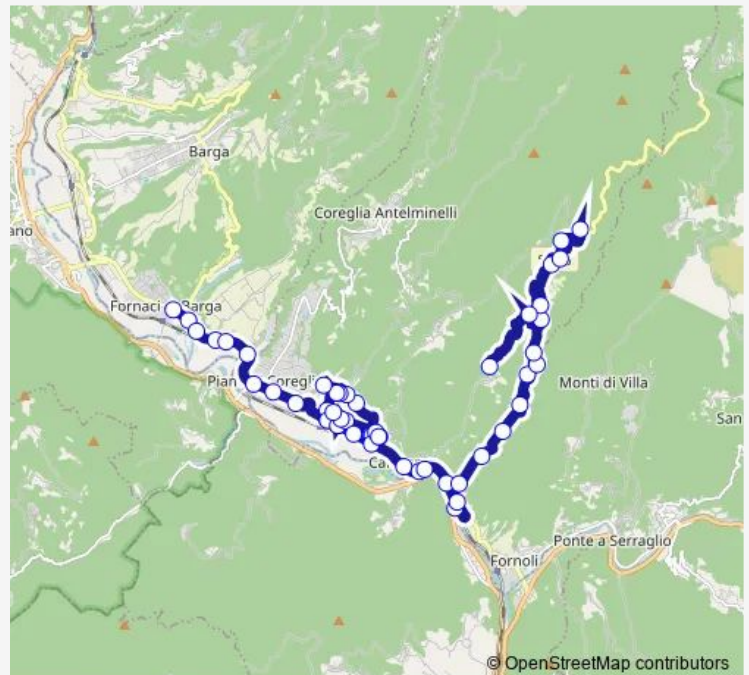 Barga
Coreglia Antelminelli
ano
Fornaci
Barga
Pian
Coregli
Monti di Villa
San
Ca
Ponte a Serraglio
Fornoli
© OpenStreetMap contributors